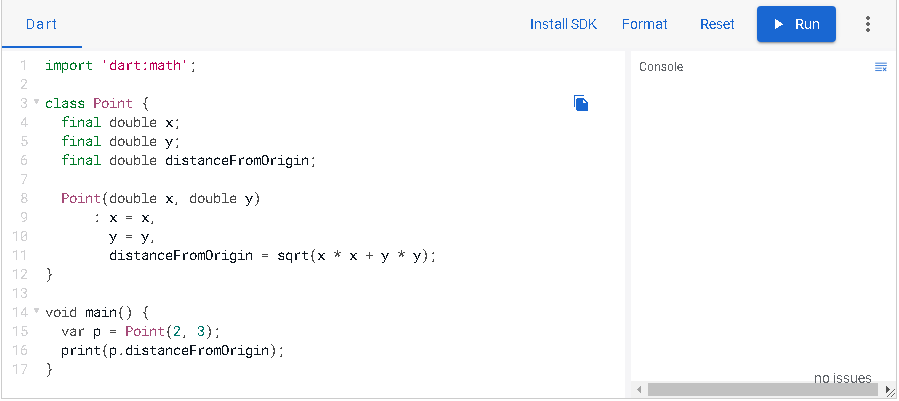 Dart Install SDK Format Reset Run
1 import 'dart:math';
2
3 class Point {
4 final double x;
5 final double y;
6 final double distanceFromOrigin;
7
8 Point(double x, double y)
9 : x = x,
10 y = y,
11 distanceFromOrigin = sqrt(x * x + y * y);
12 }
13
14 void main() {
15 var p = Point(2, 3);
16 print(p.distanceFromOrigin);
17 }
Console
no issues